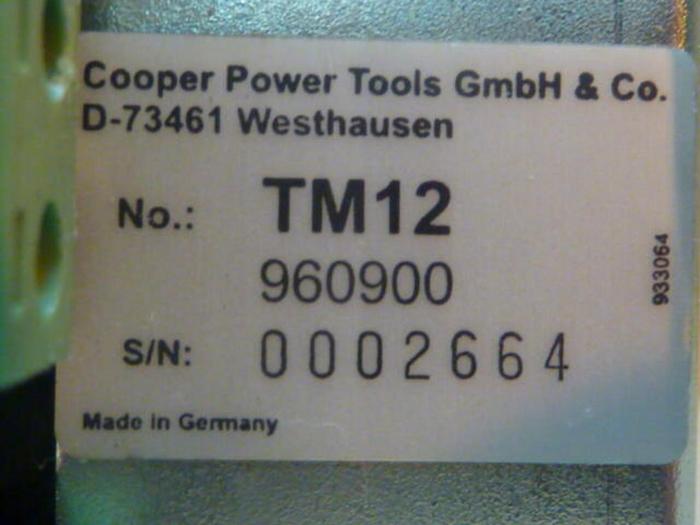 Cooper Power Tools GmbH & Co.
D-73461 Westhausen
No.: TM12
960900
933064
S/N: 0002664
Made in Germany